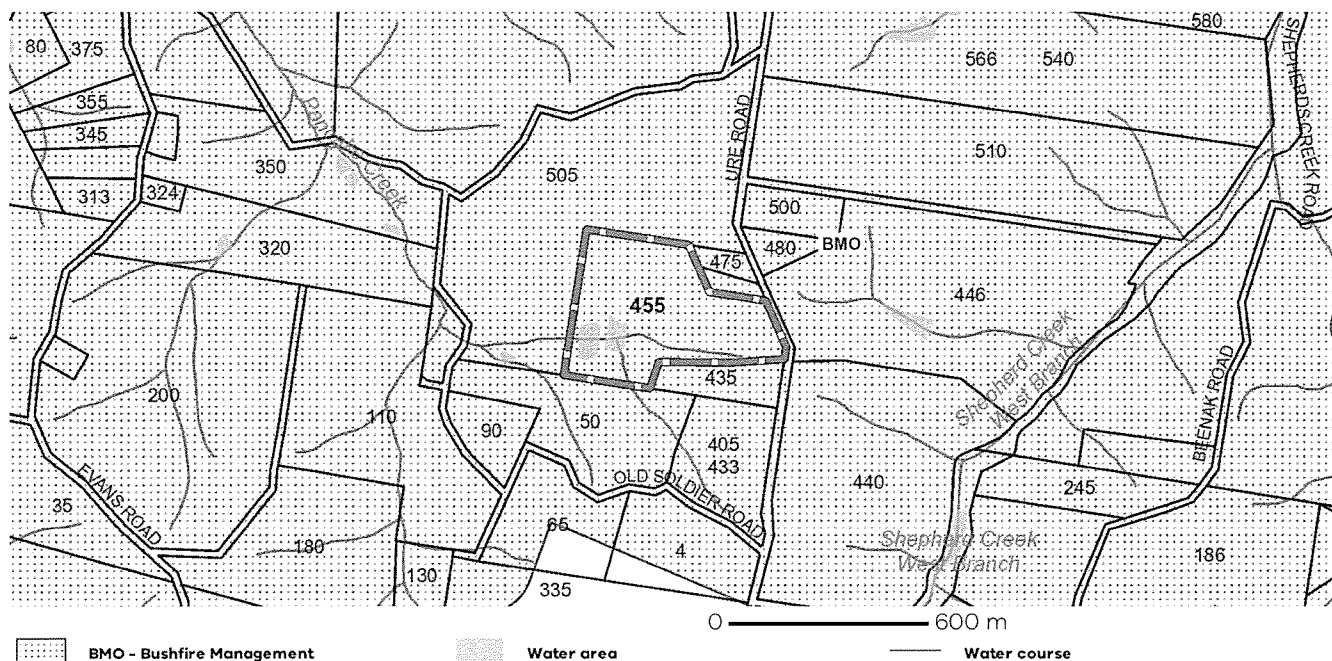 580
80
375
566
540
SHEPHERDS CREEK ROAD
355
345
URE ROAD
510
350
Creek
505
313
324
500
480
BMO
320
475
455
446
Shepherd Creek
West Branch
435
200
110
90
50
405
433
BEENAK ROAD
EVANS ROAD
OLD SOLDIER ROAD
440
245
35
65
180
4
Shepherd Creek
West Branch
186
130
335
0
600 m
BMO - Bushfire Management
Water area
Water course